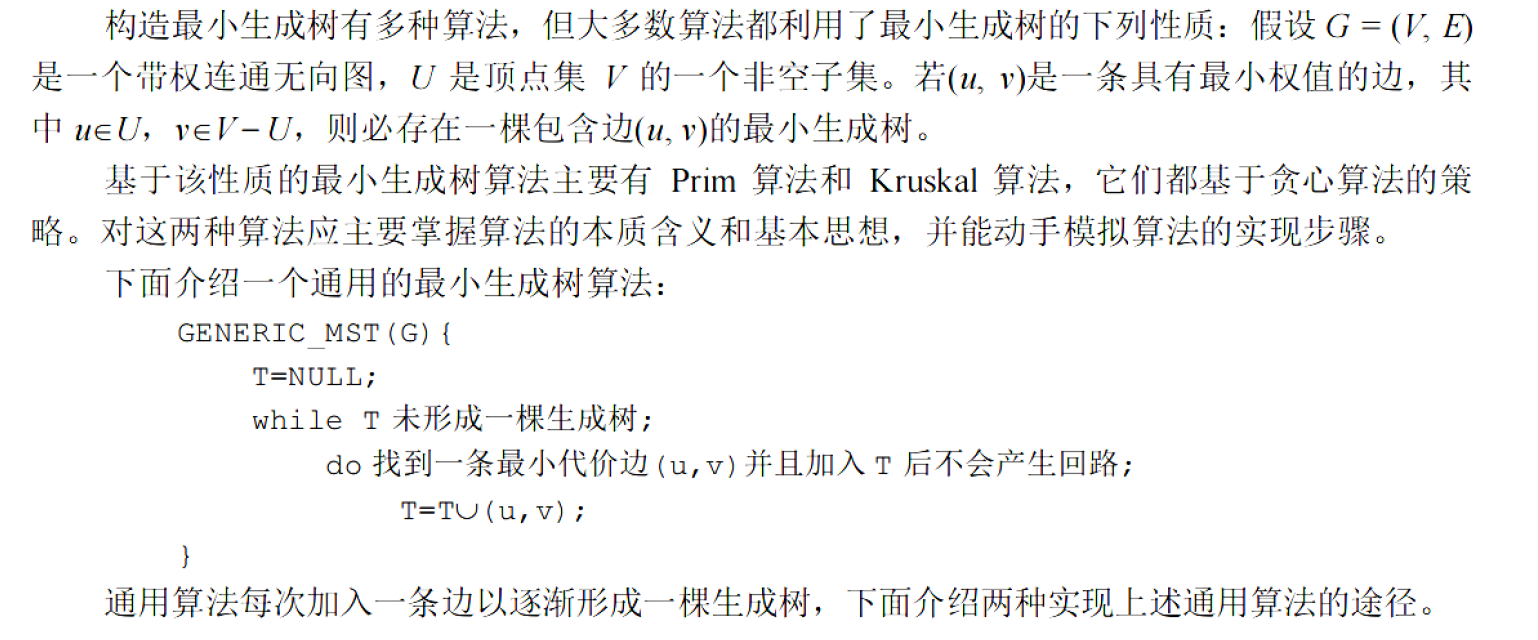 构造最小生成树有多种算法，但大多数算法都利用了最小生成树的下列性质：假设 G = (V, E)
是一个带权连通无向图，U 是顶点集 V 的一个非空子集。若(u, v)是一条具有最小权值的边，其
中 u∈U，v∈V－U，则必存在一棵包含边(u, v)的最小生成树。
基于该性质的最小生成树算法主要有 Prim 算法和 Kruskal 算法，它们都基于贪心算法的策
略。对这两种算法应主要掌握算法的本质含义和基本思想，并能动手模拟算法的实现步骤。
下面介绍一个通用的最小生成树算法：
GENERIC_MST(G){
T=NULL;
while T 未形成一棵生成树;
do 找到一条最小代价边(u,v)并且加入 T 后不会产生回路;
T=T∪(u,v);
}
通用算法每次加入一条边以逐渐形成一棵生成树，下面介绍两种实现上述通用算法的途径。